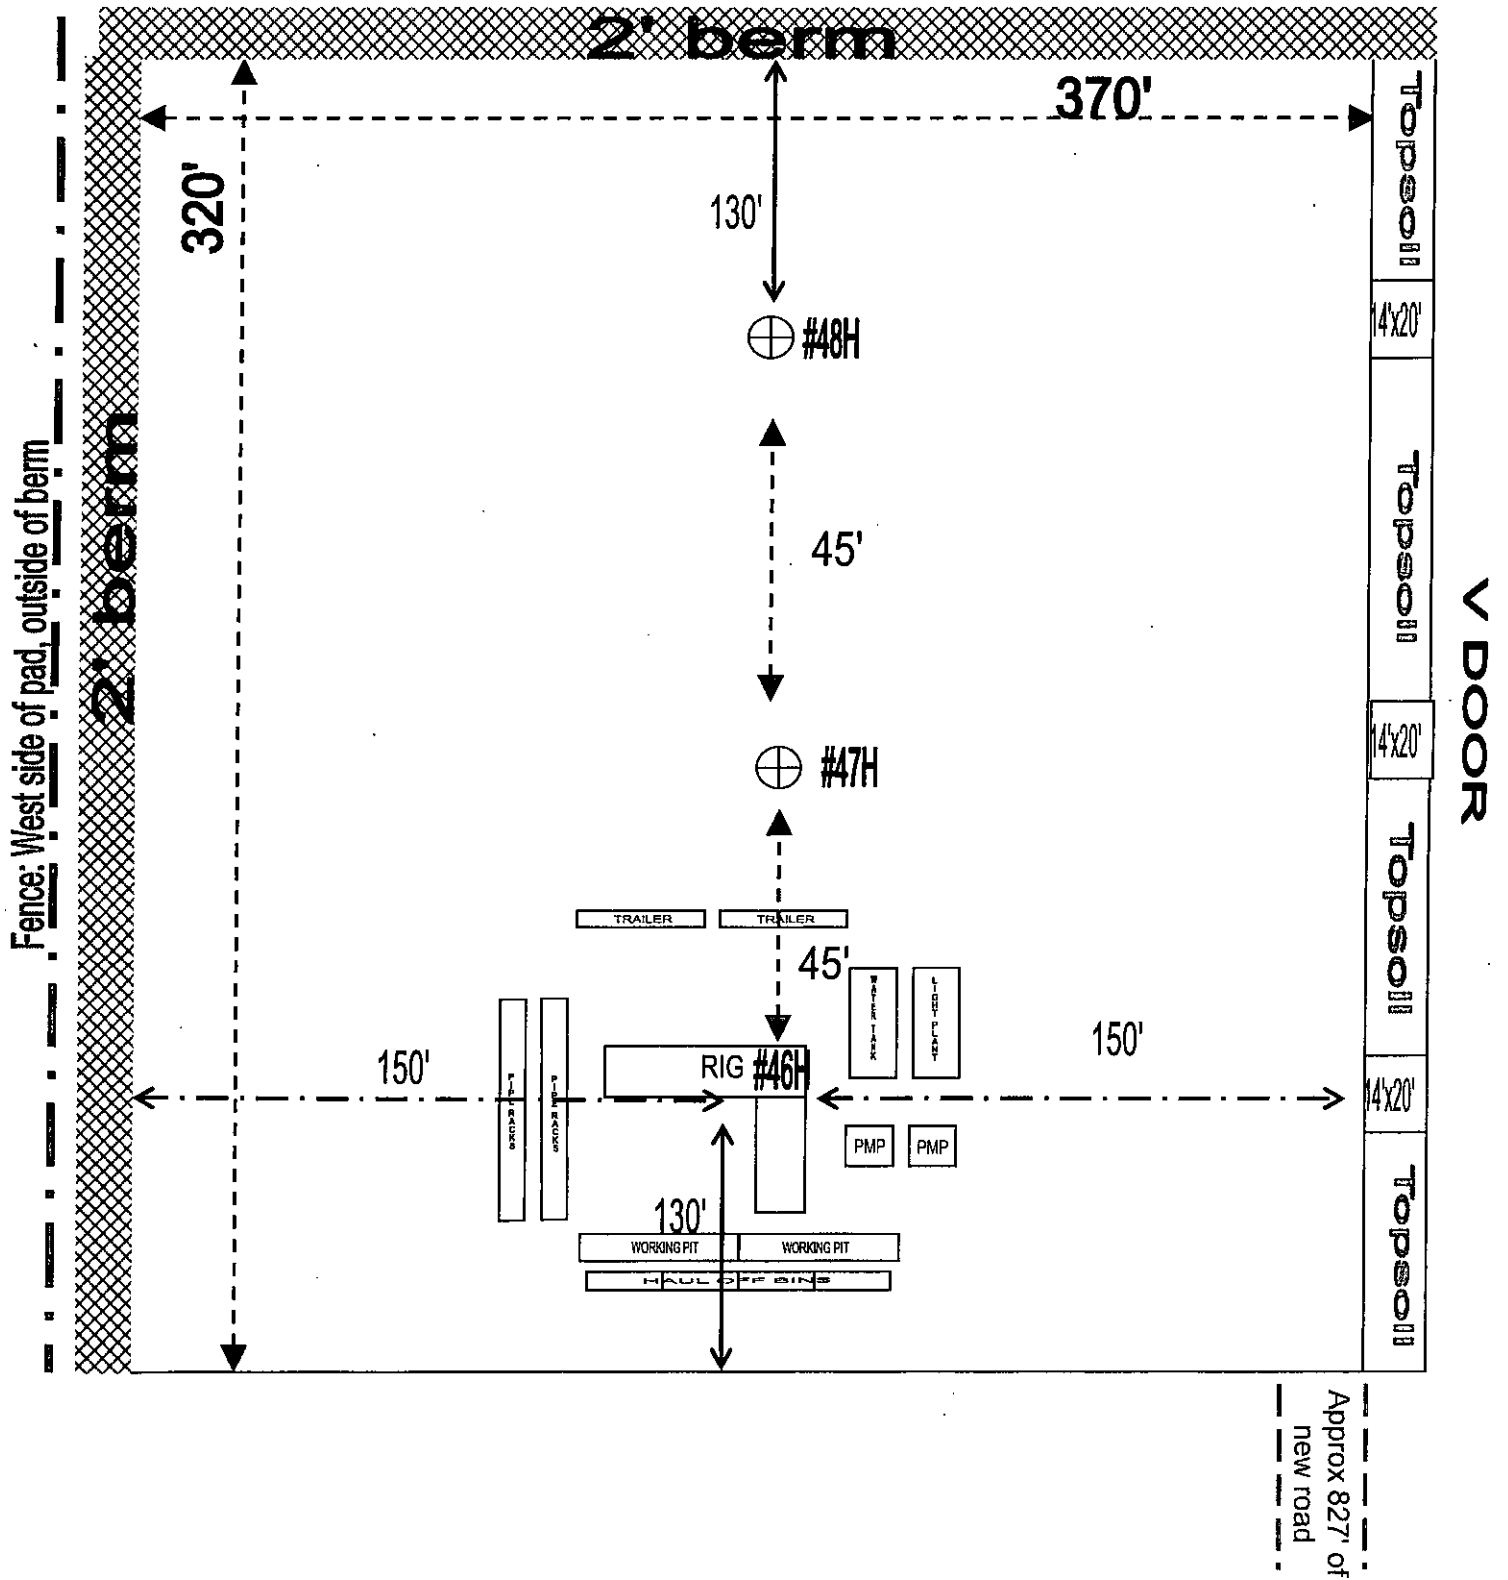 2' berm
370'
320'
130'
Topsoil
14'x20'
#48H
2' berm
Fence: West side of pad, outside of berm
45'
Topsoil
V DOOR
14'x20'
#47H
TRAILER
TRAILER
45'
WATER TANK
LIGHT PLANT
Topsoil
150'
150'
RIG
#46H
PIPE RACKS
PIPE RACKS
14'x20'
PMP
PMP
130'
WORKING PIT
WORKING PIT
HAUL OFF BINS
Topsoil
Approx 827' of
new road